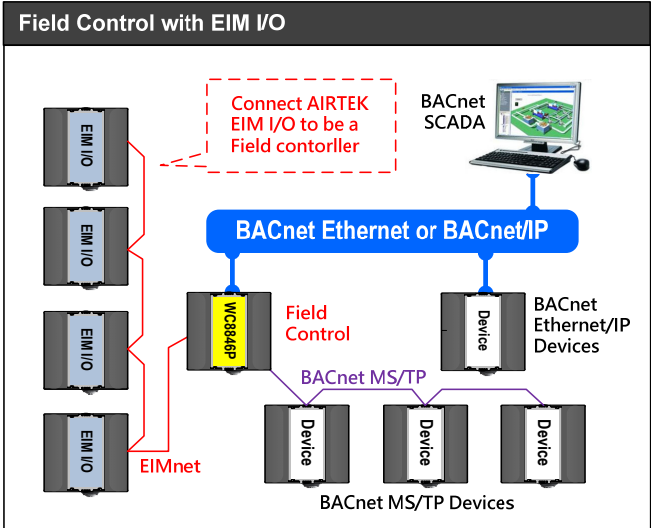 Field Control with EIM I/O
Connect AIRTEK
EIM I/O to be a
Field contorller
BACnet
SCADA
EIM I/O
EIM I/O
EIM I/O
EIM I/O
BACnet Ethernet or BACnet/IP
WC8846P
Field
Control
Device
BACnet
Ethernet/IP
Devices
BACnet MS/TP
EIMnet
Device
Device
Device
BACnet MS/TP Devices